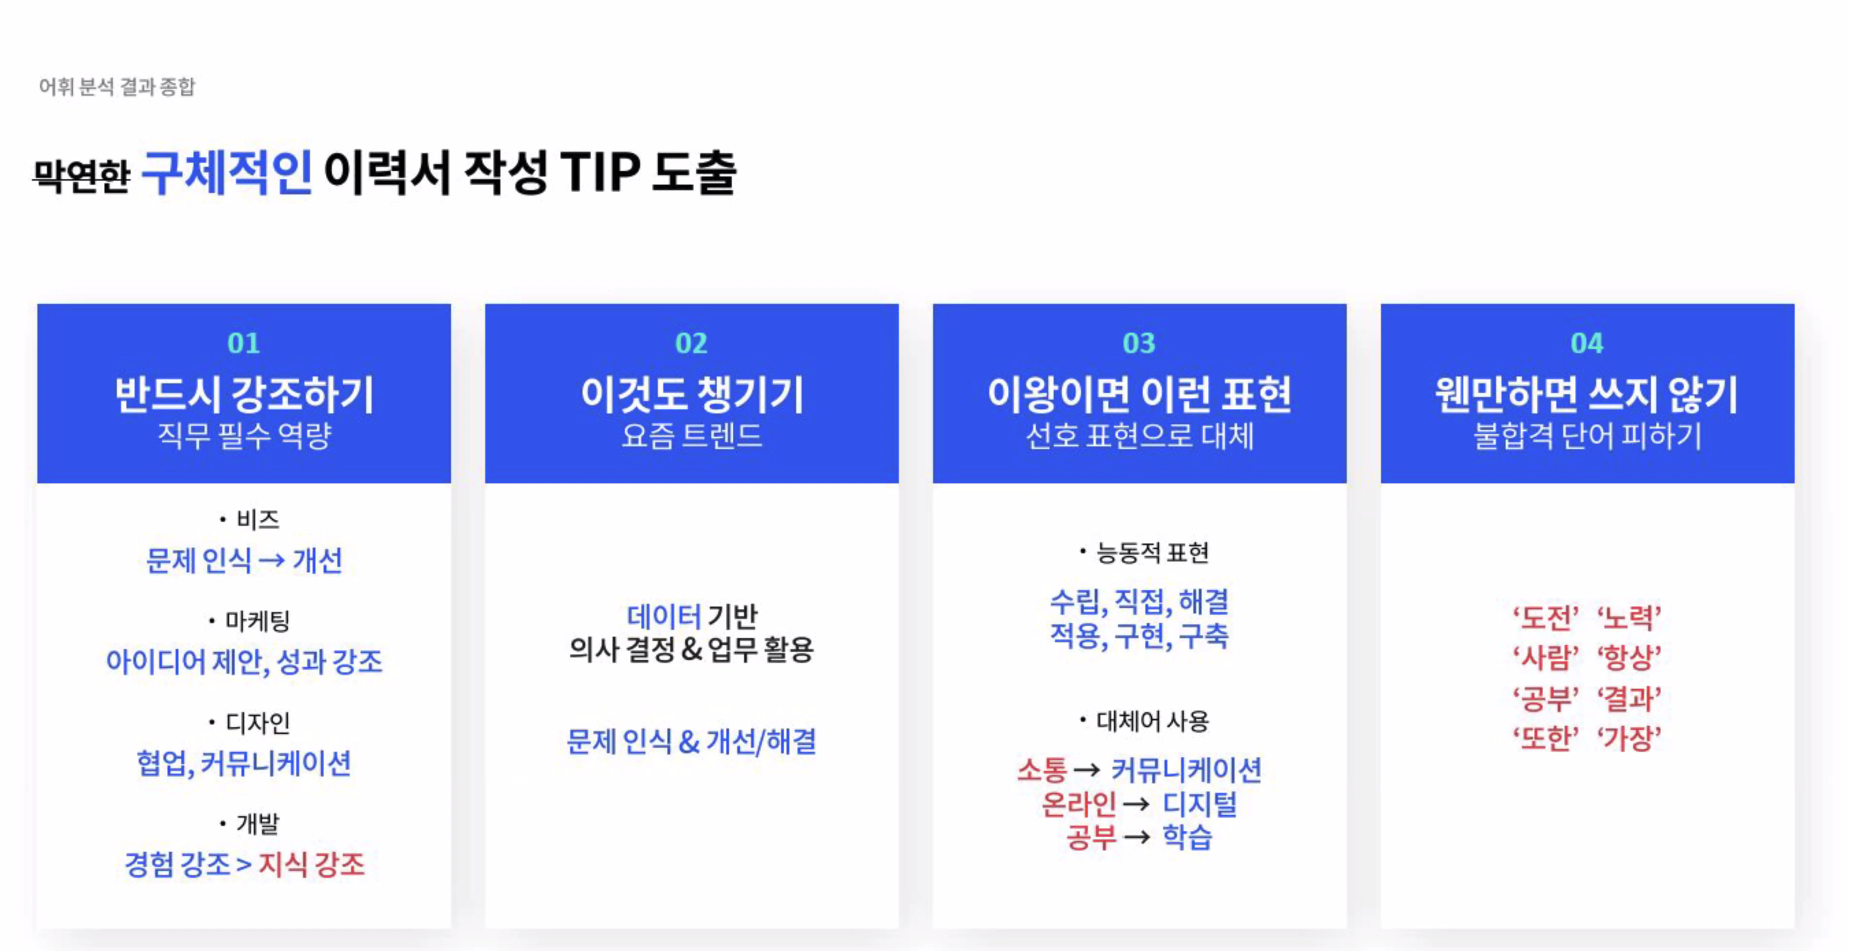 어휘 분석 결과 종합
막연한 구체적인 이력서 작성 TIP 도출
01
반드시 강조하기
직무 필수 역량
• 비즈
문제 인식 → 개선
• 마케팅
아이디어 제안, 성과 강조
• 디자인
협업, 커뮤니케이션
• 개발
경험 강조 > 지식 강조
02
이것도 챙기기
요즘 트렌드
데이터 기반
의사 결정 & 업무 활용
문제 인식 & 개선/해결
03
이왕이면 이런 표현
선호 표현으로 대체
• 능동적 표현
수립, 직접, 해결
적용, 구현, 구축
• 대체어 사용
소통 → 커뮤니케이션
온라인 → 디지털
공부 → 학습
04
웬만하면 쓰지 않기
불합격 단어 피하기
‘도전’ ‘노력’
‘사람’ ‘항상’
‘공부’ ‘결과’
‘또한’ ‘가장’